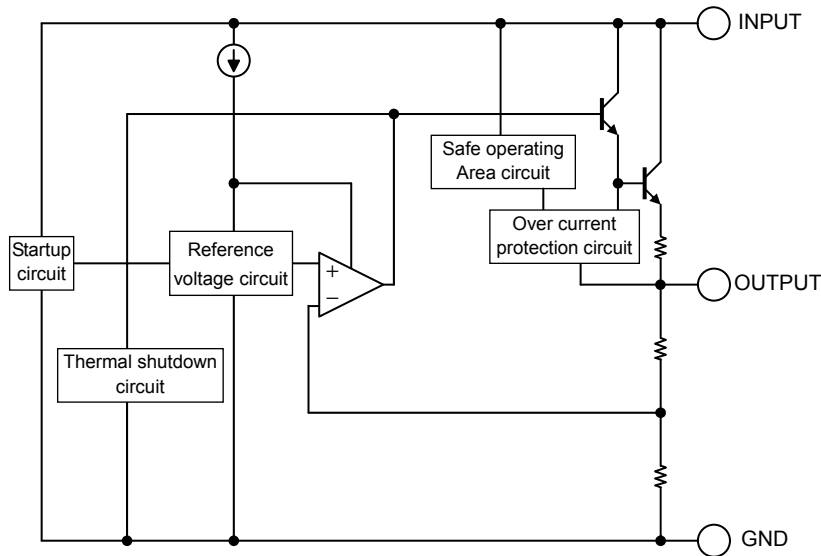 INPUT
Safe operating
Area circuit
Over current
protection circuit
Startup
circuit
Reference
voltage circuit
+
−
OUTPUT
Thermal shutdown
circuit
GND